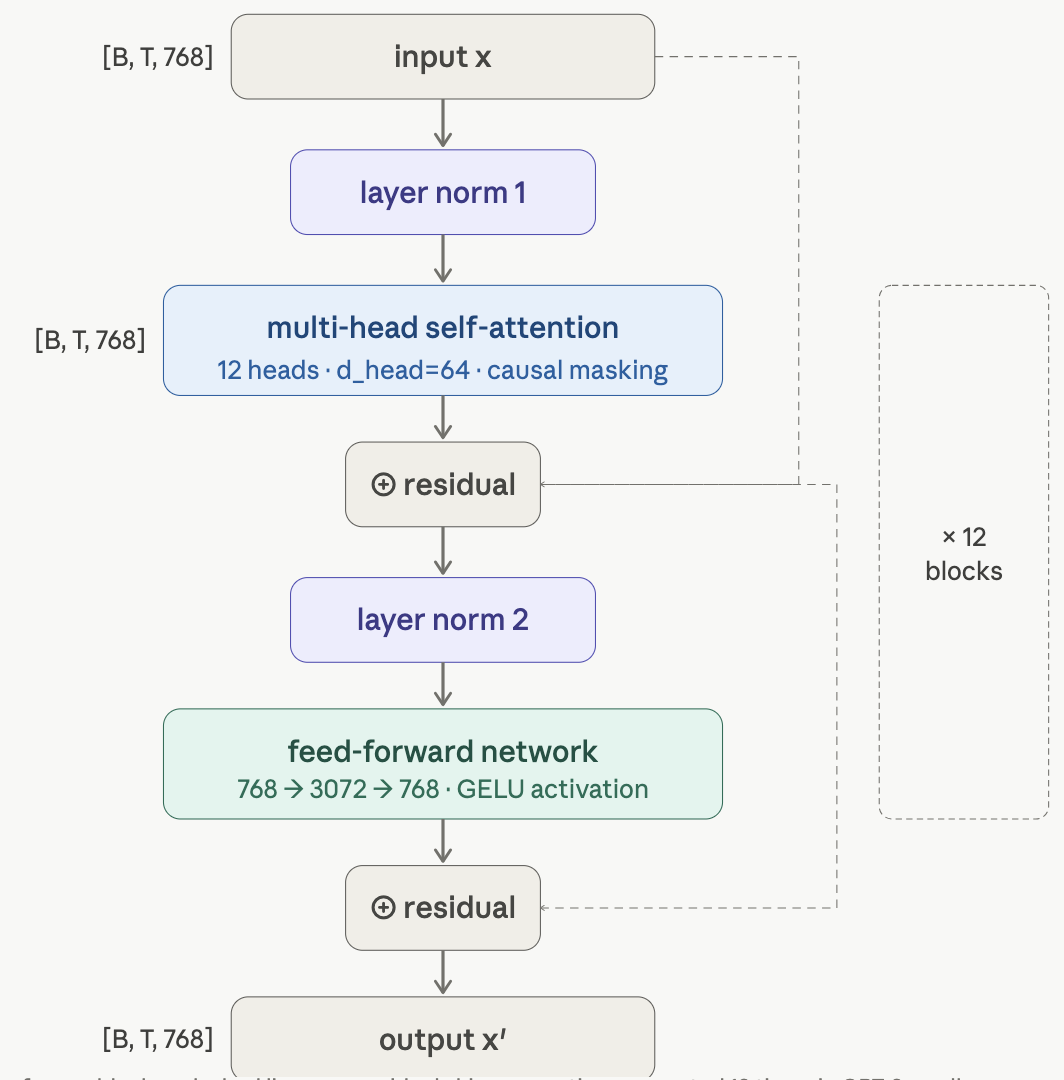 [B, T, 768]
input x
layer norm 1
[B, T, 768]
multi-head self-attention
12 heads · d_head=64 · causal masking
⊕ residual
× 12
blocks
layer norm 2
feed-forward network
768 → 3072 → 768 · GELU activation
⊕ residual
[B, T, 768]
output x′